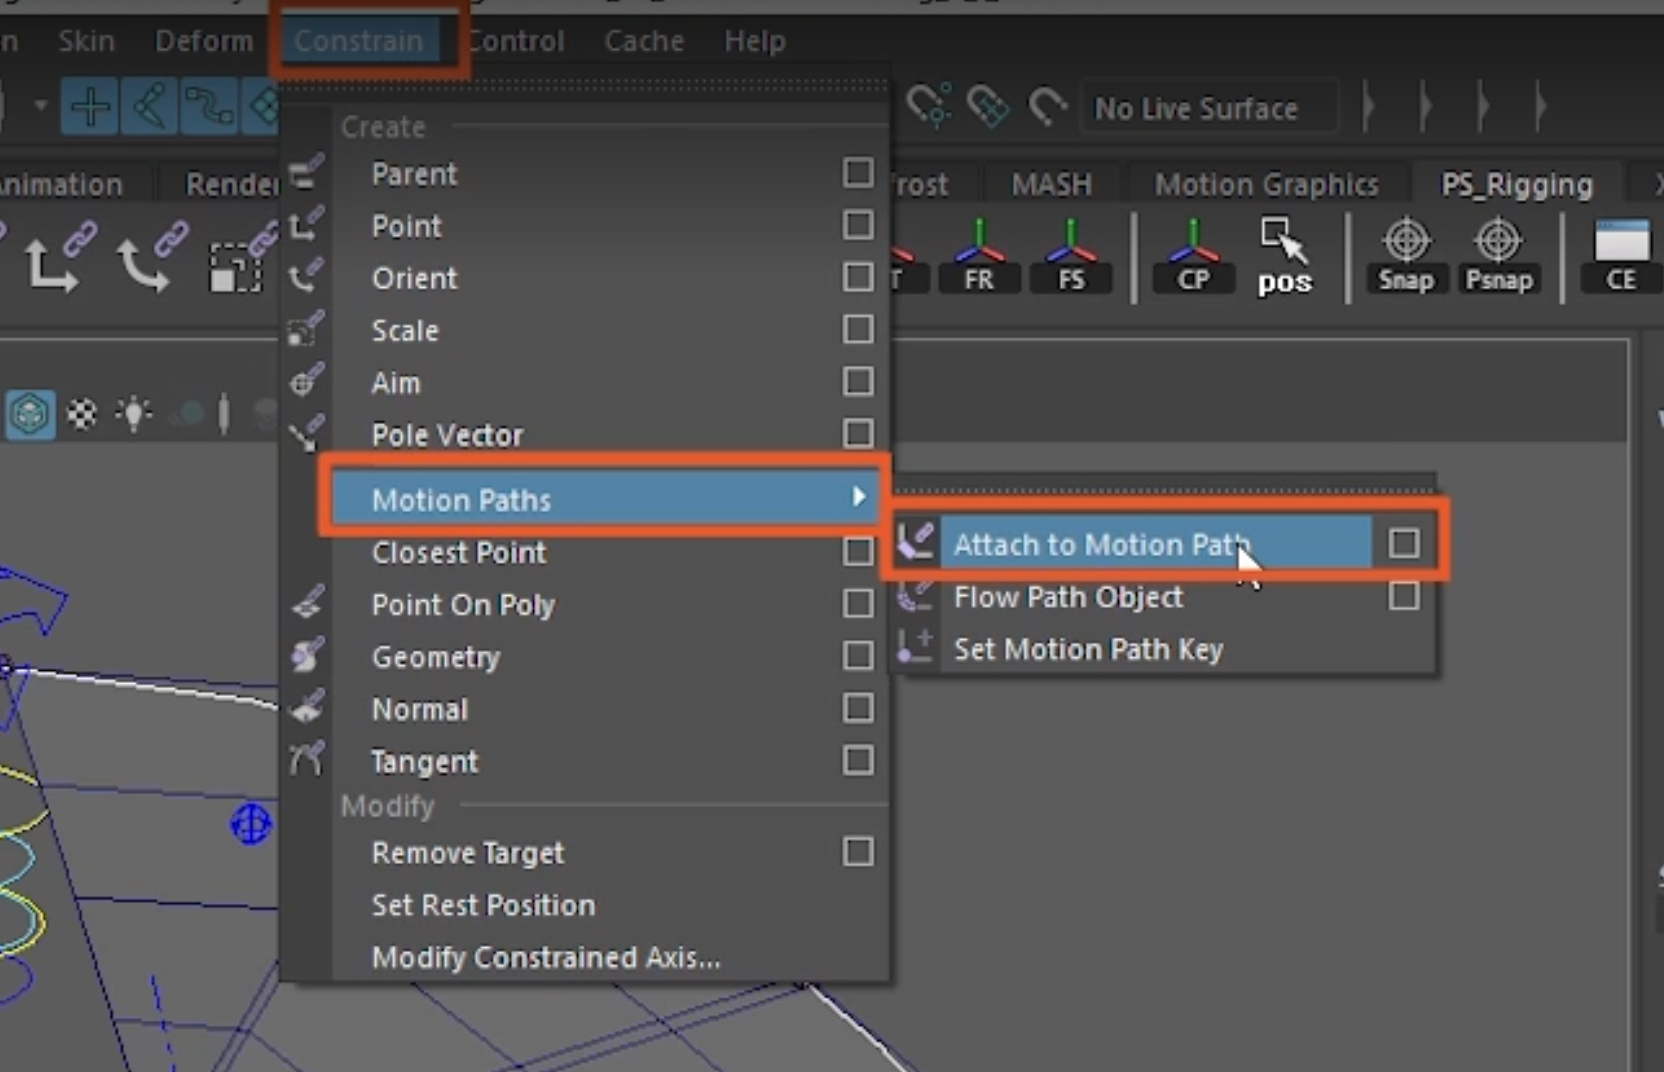 Skin Deform Constrain Control Cache Help
No Live Surface
Animation Render rost MASH Motion Graphics PS_Rigging
T FR FS CP pos Snap Psnap CE
Create
Parent
Point
Orient
Scale
Aim
Pole Vector
Motion Paths
Closest Point
Point On Poly
Geometry
Normal
Tangent
Modify
Remove Target
Set Rest Position
Modify Constrained Axis...
Attach to Motion Path
Flow Path Object
Set Motion Path Key